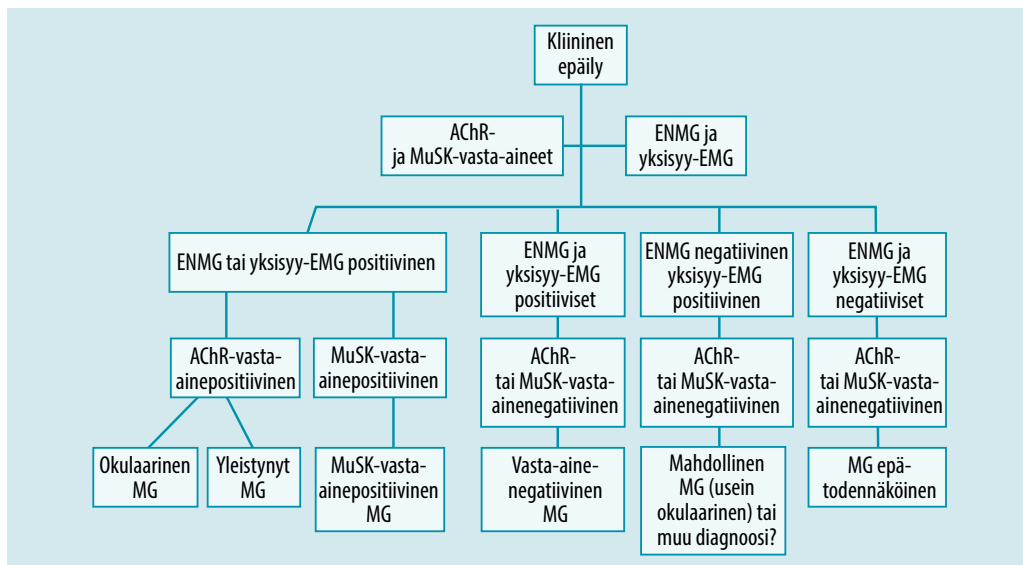 Kliininen
epäily
AChR-
ja MuSK-vasta-aineet
ENMG ja
yksisyy-EMG
ENMG tai yksisyy-EMG positiivinen
ENMG ja
yksisyy-EMG
positiiviset
ENMG negatiivinen
yksisyy-EMG
positiivinen
ENMG ja
yksisyy-EMG
negatiiviset
AChR-vasta-
ainepositiivinen
MuSK-vasta-
ainepositiivinen
AChR-
tai MuSK-vasta-
ainenegatiivinen
AChR-
tai MuSK-vasta-
ainenegatiivinen
AChR-
tai MuSK-vasta-
ainenegatiivinen
Okulaarinen
MG
Yleistynyt
MG
MuSK-vasta-
ainepositiivinen
MG
Vasta-aine-
negatiivinen
MG
Mahdollinen
MG (usein
okulaarinen) tai
muu diagnoosi?
MG epä-
todennäköinen